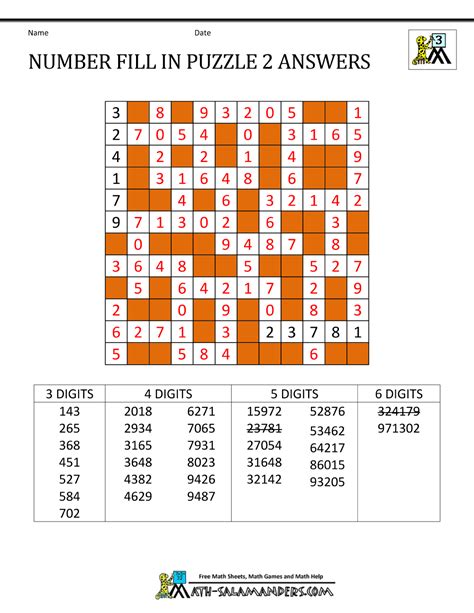 Name Date
NUMBER FILL IN PUZZLE 2 ANSWERS
3
3 8 9 3 2 0 5 1
2 7 0 5 4 0 3 1 6 5
4 2 2 1 4 9
1 3 1 6 4 8 6 7
7 4 6 3 2 1 4 2
9 7 1 3 0 2 6 3
0 9 4 8 7 8
3 6 4 8 5 5 2 7
5 6 4 2 1 7 2 9
2 0 9 0 8 3
6 2 7 1 3 2 3 7 8 1
5 5 8 4 6
3 DIGITS 4 DIGITS 5 DIGITS 6 DIGITS
143 2018 6271 15972 52876 324179
265 2934 7065 23781 53462 971302
368 3165 7931 27054 64217
451 3648 8023 31648 86015
527 4382 9426 32142 93205
584 4629 9487
702
Free Math Sheets, Math Games and Math Help
MATH-SALAMANDERS.COM